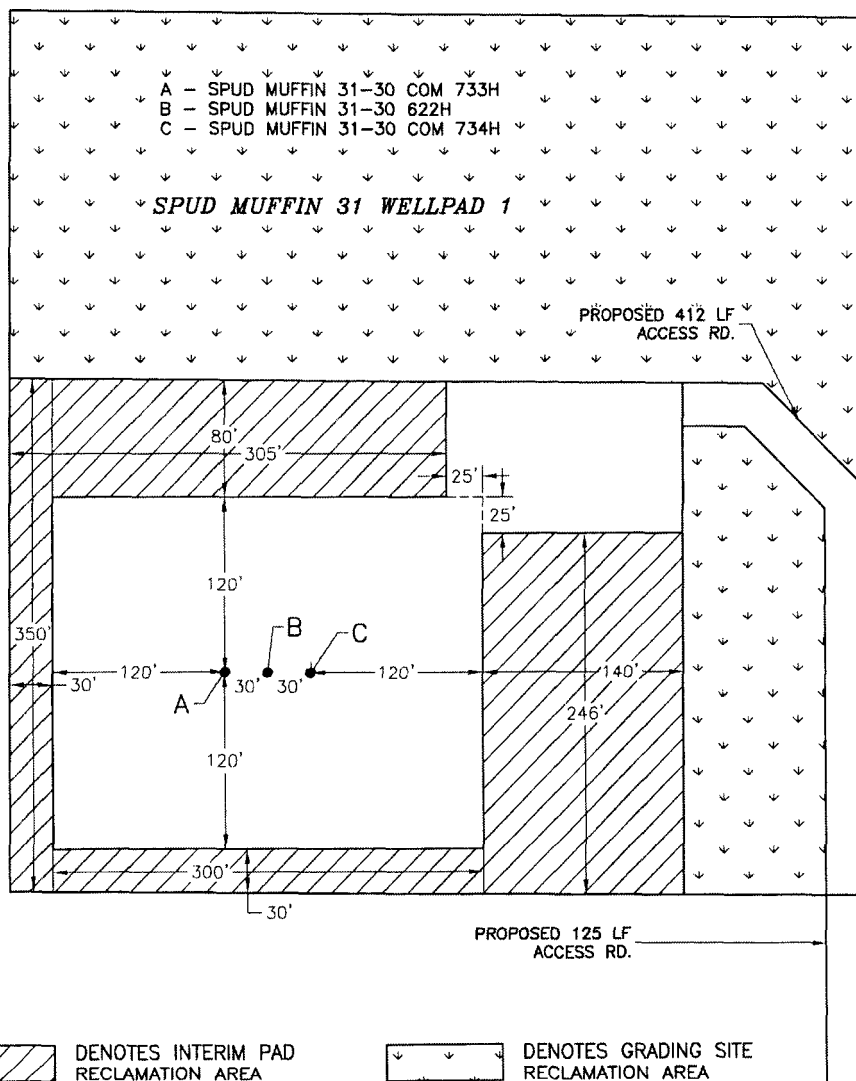 A - SPUD MUFFIN 31-30 COM 733H
B - SPUD MUFFIN 31-30 622H
C - SPUD MUFFIN 31-30 COM 734H
SPUD MUFFIN 31 WELLPAD 1
PROPOSED 412 LF
ACCESS RD.
80'
305'
25'
25'
120'
B
C
350'
120'
120'
140'
30'
A
30'
30'
246'
120'
300'
30'
PROPOSED 125 LF
ACCESS RD.
DENOTES INTERIM PAD
RECLAMATION AREA
DENOTES GRADING SITE
RECLAMATION AREA